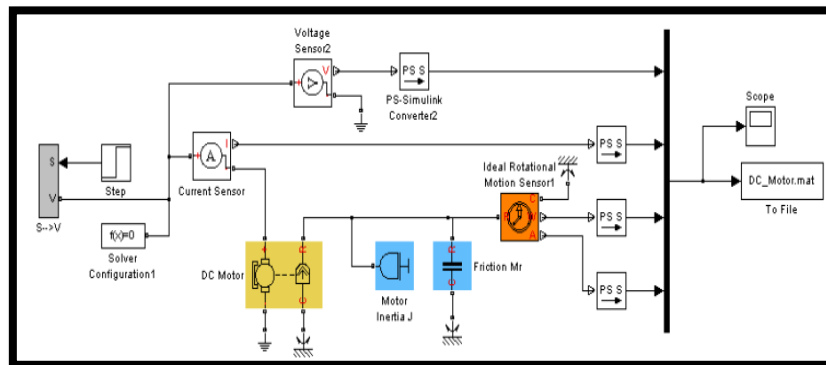 Voltage
Sensor2
V
PS S
PS-Simulink
Converter2
Scope
S
V
S-->V
Step
A
I
Current Sensor
PS S
Ideal Rotational
Motion Sensor1
DC_Motor.mat
To File
f(x)=0
Solver
Configuration1
C
W
A
PS S
DC Motor
R
C
Motor
Inertia J
R
C
Friction Mr
PS S